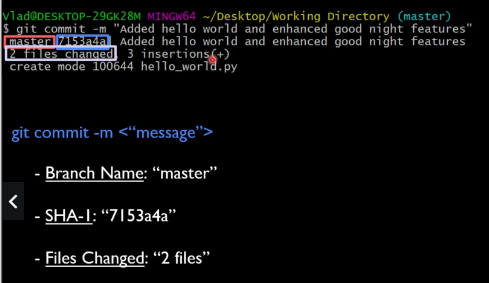 Vlad@DESKTOP-29GK28M MINGW64 ~/Desktop/Working Directory (master)
$ git commit -m "Added hello world and enhanced good night features"
master 7153a4a Added hello world and enhanced good night features
2 files changed 3 insertions(+)
create mode 100644 hello_world.py
git commit -m <“message”>
- Branch Name: “master”
- SHA-1: “7153a4a”
- Files Changed: “2 files”